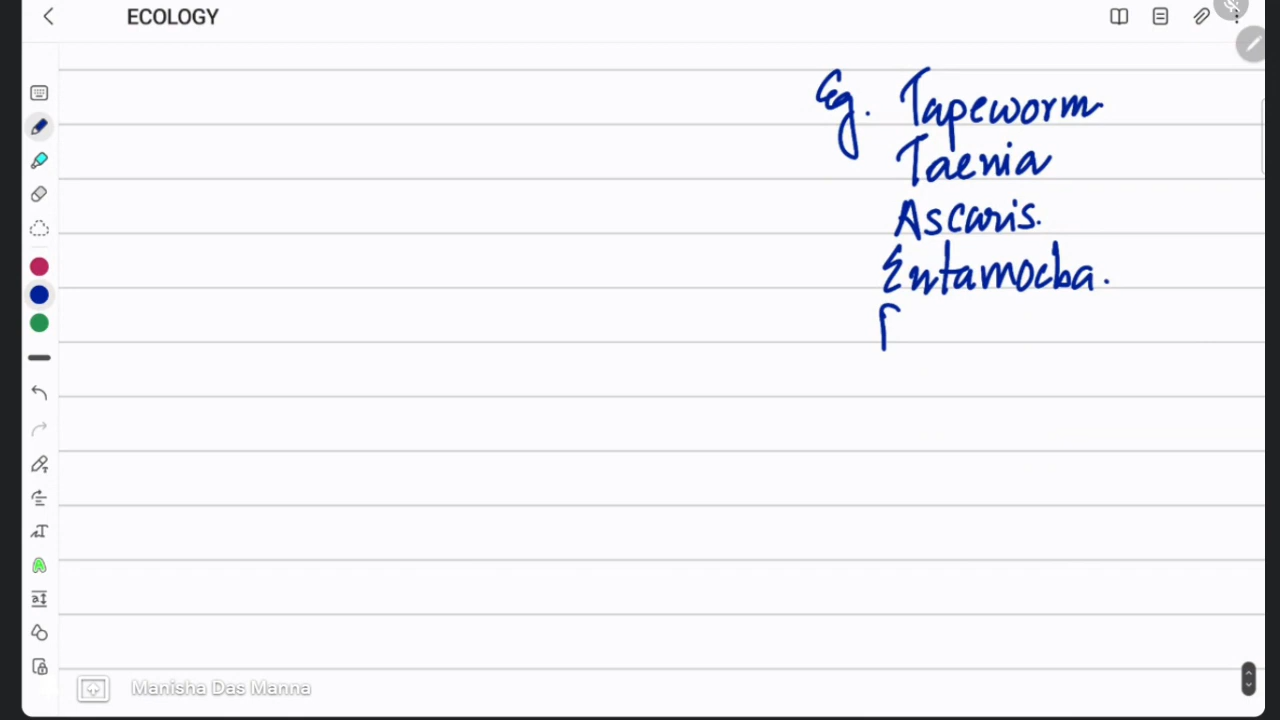 ECOLOGY
Eg. Tapeworm
Taenia
Ascaris.
Entamoeba.
Manisha Das Manna